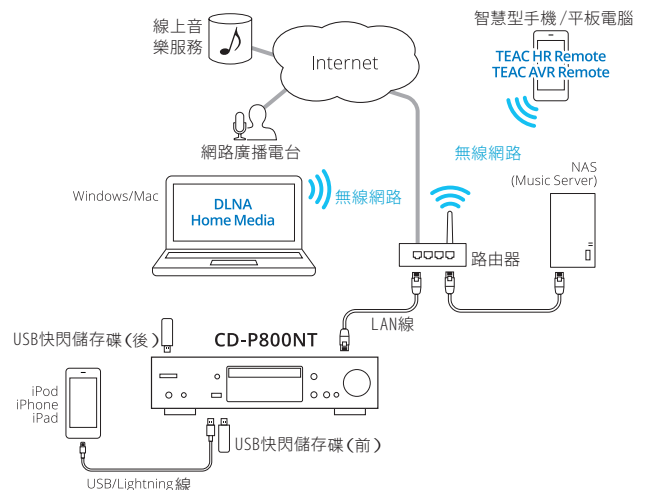 線上音
樂服務
Internet
智慧型手機/平板電腦
TEAC HR Remote
TEAC AVR Remote
網路廣播電台
無線網路
NAS
(Music Server)
Windows/Mac
DLNA
Home Media
無線網路
路由器
LAN線
USB快閃儲存碟(後)
CD-P800NT
iPod
iPhone
iPad
USB快閃儲存碟(前)
USB/Lightning線